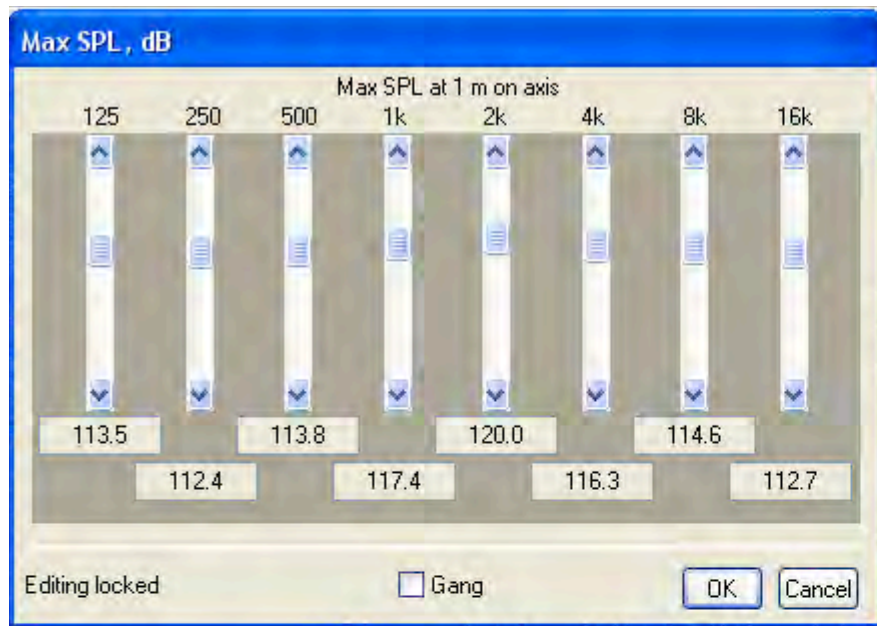 Max SPL , dB
Max SPL at 1 m on axis
125 250 500 1k 2k 4k 8k 16k
113.5 113.8 120.0 114.6
112.4 117.4 116.3 112.7
Editing locked Gang OK Cancel